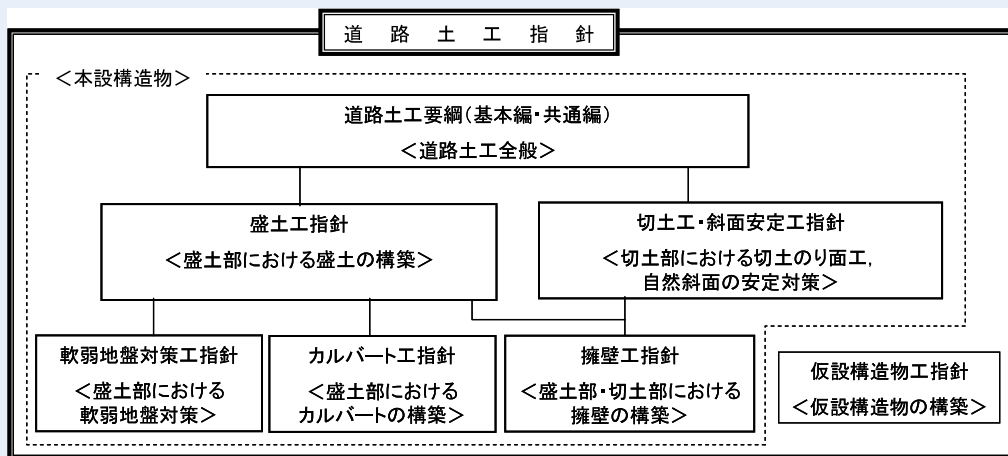 道路土工指針
＜本設構造物＞
道路土工要綱（基本編・共通編）
＜道路土工全般＞
盛土工指針
＜盛土部における盛土の構築＞
切土工・斜面安定工指針
＜切土部における切土のり面工，
自然斜面の安定対策＞
軟弱地盤対策工指針
＜盛土部における
軟弱地盤対策＞
カルバート工指針
＜盛土部における
カルバートの構築＞
擁壁工指針
＜盛土部・切土部における
擁壁の構築＞
仮設構造物工指針
＜仮設構造物の構築＞